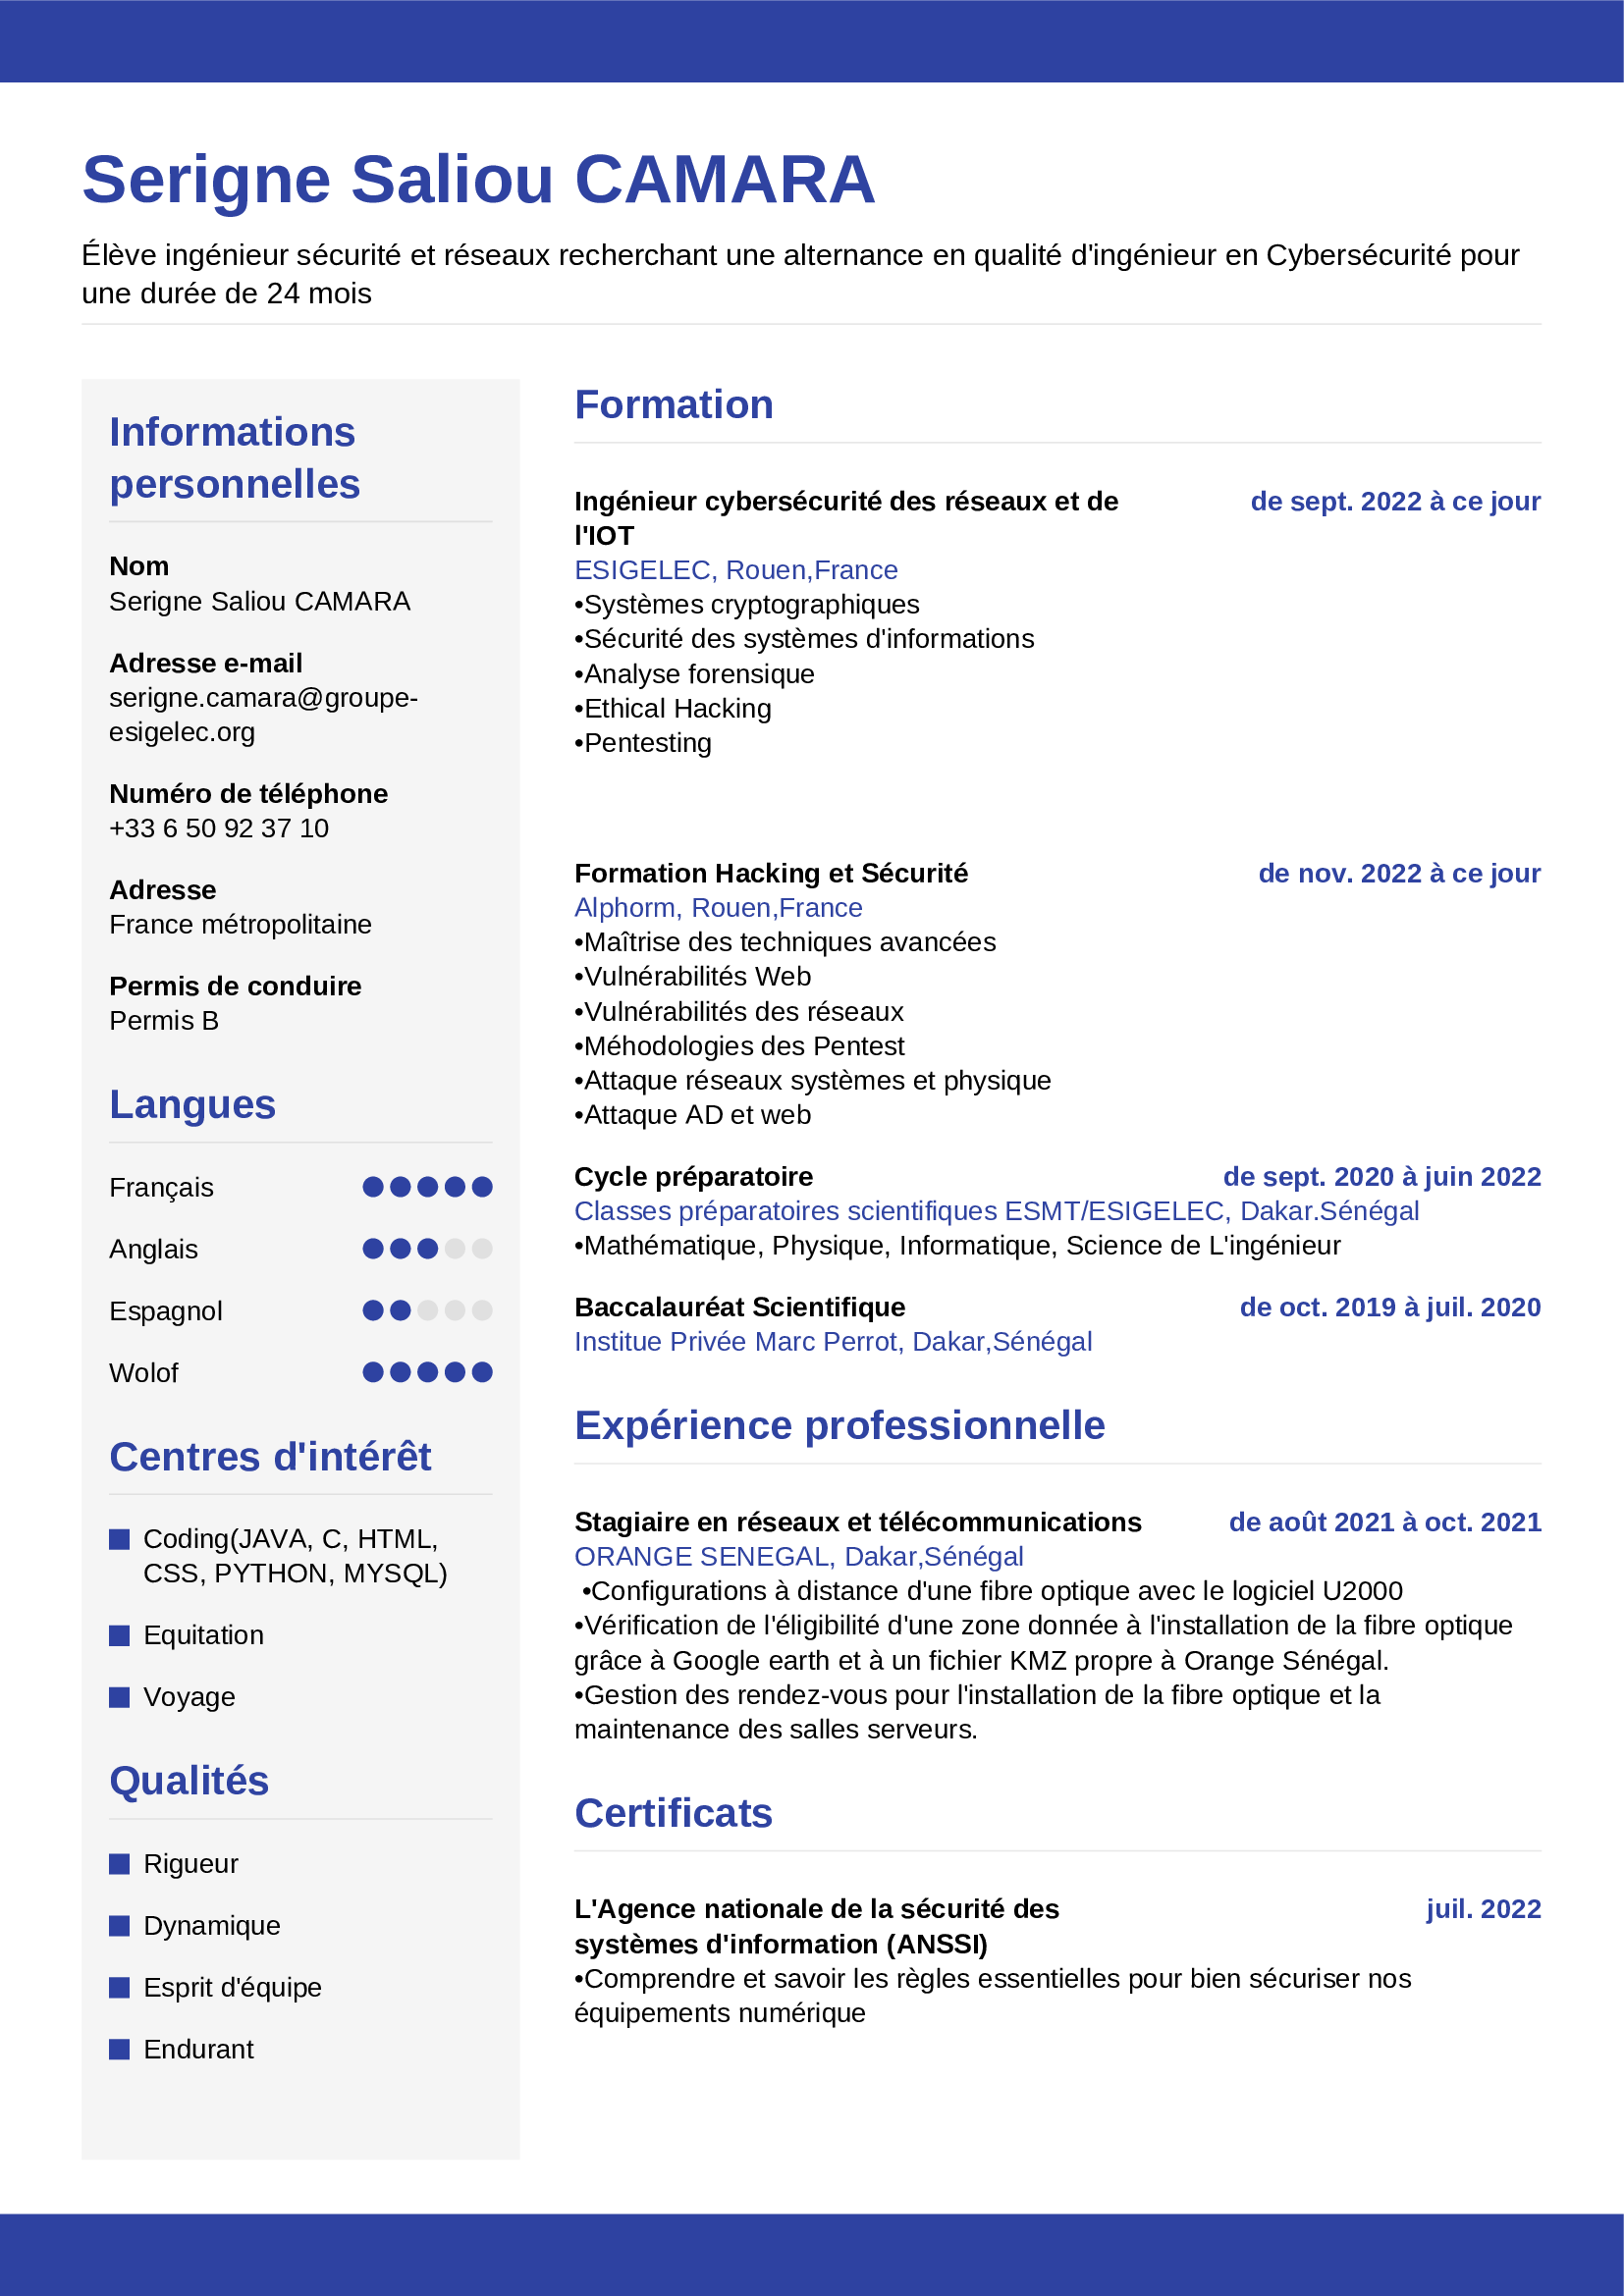 Serigne Saliou CAMARA
Élève ingénieur sécurité et réseaux recherchant une alternance en qualité d'ingénieur en Cybersécurité pour
une durée de 24 mois
Informations
personnelles
Nom
Serigne Saliou CAMARA
Adresse e-mail
serigne.camara@groupe-
esigelec.org
Numéro de téléphone
+33 6 50 92 37 10
Adresse
France métropolitaine
Permis de conduire
Permis B
Langues
Français
Anglais
Espagnol
Wolof
Centres d'intérêt
Coding(JAVA, C, HTML,
CSS, PYTHON, MYSQL)
Equitation
Voyage
Qualités
Rigueur
Dynamique
Esprit d'équipe
Endurant
Formation
Ingénieur cybersécurité des réseaux et de de sept. 2022 à ce jour
l'IOT
ESIGELEC, Rouen,France
•Systèmes cryptographiques
•Sécurité des systèmes d'informations
•Analyse forensique
•Ethical Hacking
•Pentesting
Formation Hacking et Sécurité de nov. 2022 à ce jour
Alphorm, Rouen,France
•Maîtrise des techniques avancées
•Vulnérabilités Web
•Vulnérabilités des réseaux
•Méhodologies des Pentest
•Attaque réseaux systèmes et physique
•Attaque AD et web
Cycle préparatoire de sept. 2020 à juin 2022
Classes préparatoires scientifiques ESMT/ESIGELEC, Dakar.Sénégal
•Mathématique, Physique, Informatique, Science de L'ingénieur
Baccalauréat Scientifique de oct. 2019 à juil. 2020
Institue Privée Marc Perrot, Dakar,Sénégal
Expérience professionnelle
Stagiaire en réseaux et télécommunications de août 2021 à oct. 2021
ORANGE SENEGAL, Dakar,Sénégal
•Configurations à distance d'une fibre optique avec le logiciel U2000
•Vérification de l'éligibilité d'une zone donnée à l'installation de la fibre optique
grâce à Google earth et à un fichier KMZ propre à Orange Sénégal.
•Gestion des rendez-vous pour l'installation de la fibre optique et la
maintenance des salles serveurs.
Certificats
L'Agence nationale de la sécurité des juil. 2022
systèmes d'information (ANSSI)
•Comprendre et savoir les règles essentielles pour bien sécuriser nos
équipements numérique